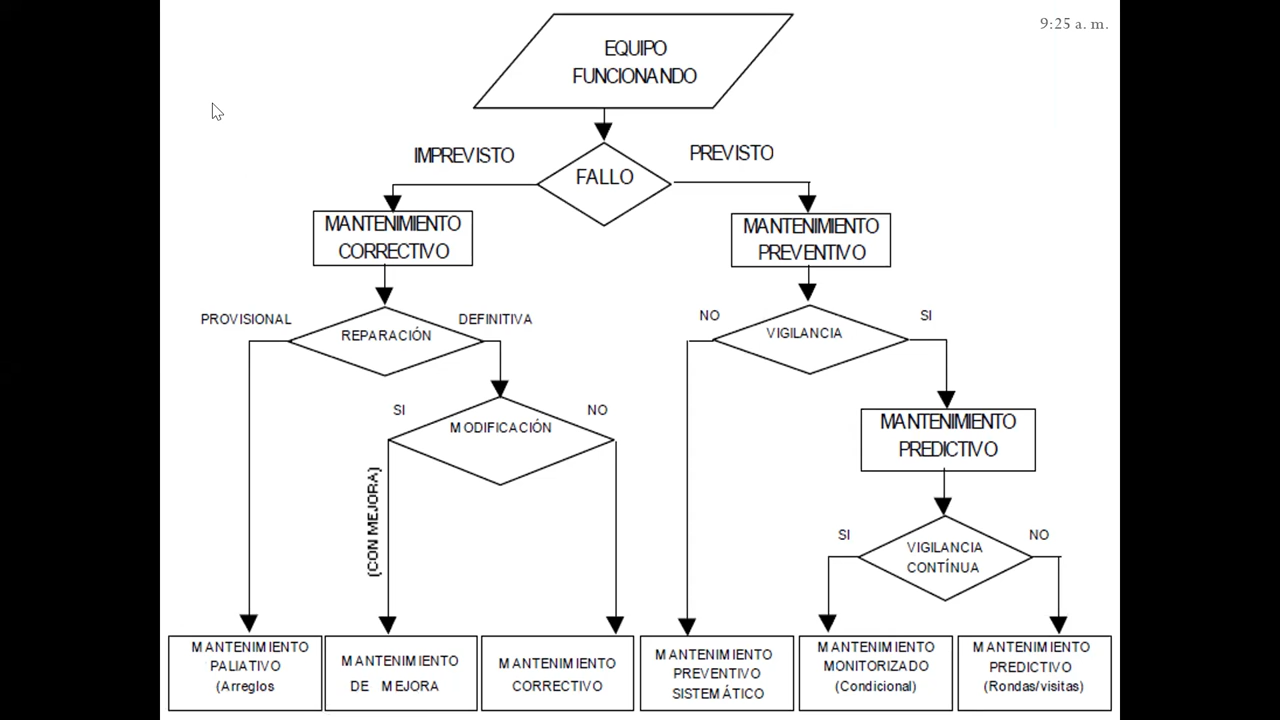 9:25 a. m.
EQUIPO
FUNCIONANDO
IMPREVISTO
PREVISTO
FALLO
MANTENIMIENTO
CORRECTIVO
MANTENIMIENTO
PREVENTIVO
PROVISIONAL
REPARACIÓN
DEFINITIVA
NO
VIGILANCIA
SI
SI
MODIFICACIÓN
NO
MANTENIMIENTO
PREDICTIVO
(CON MEJORA)
SI
VIGILANCIA
CONTÍNUA
NO
MANTENIMIENTO
PALIATIVO
(Arreglos
MANTENIMIENTO
DE MEJORA
MANTENIMIENTO
CORRECTIVO
MANTENIMIENTO
PREVENTIVO
SISTEMÁTICO
MANTENIMIENTO
MONITORIZADO
(Condicional)
MANTENIMIENTO
PREDICTIVO
(Rondas/visitas)